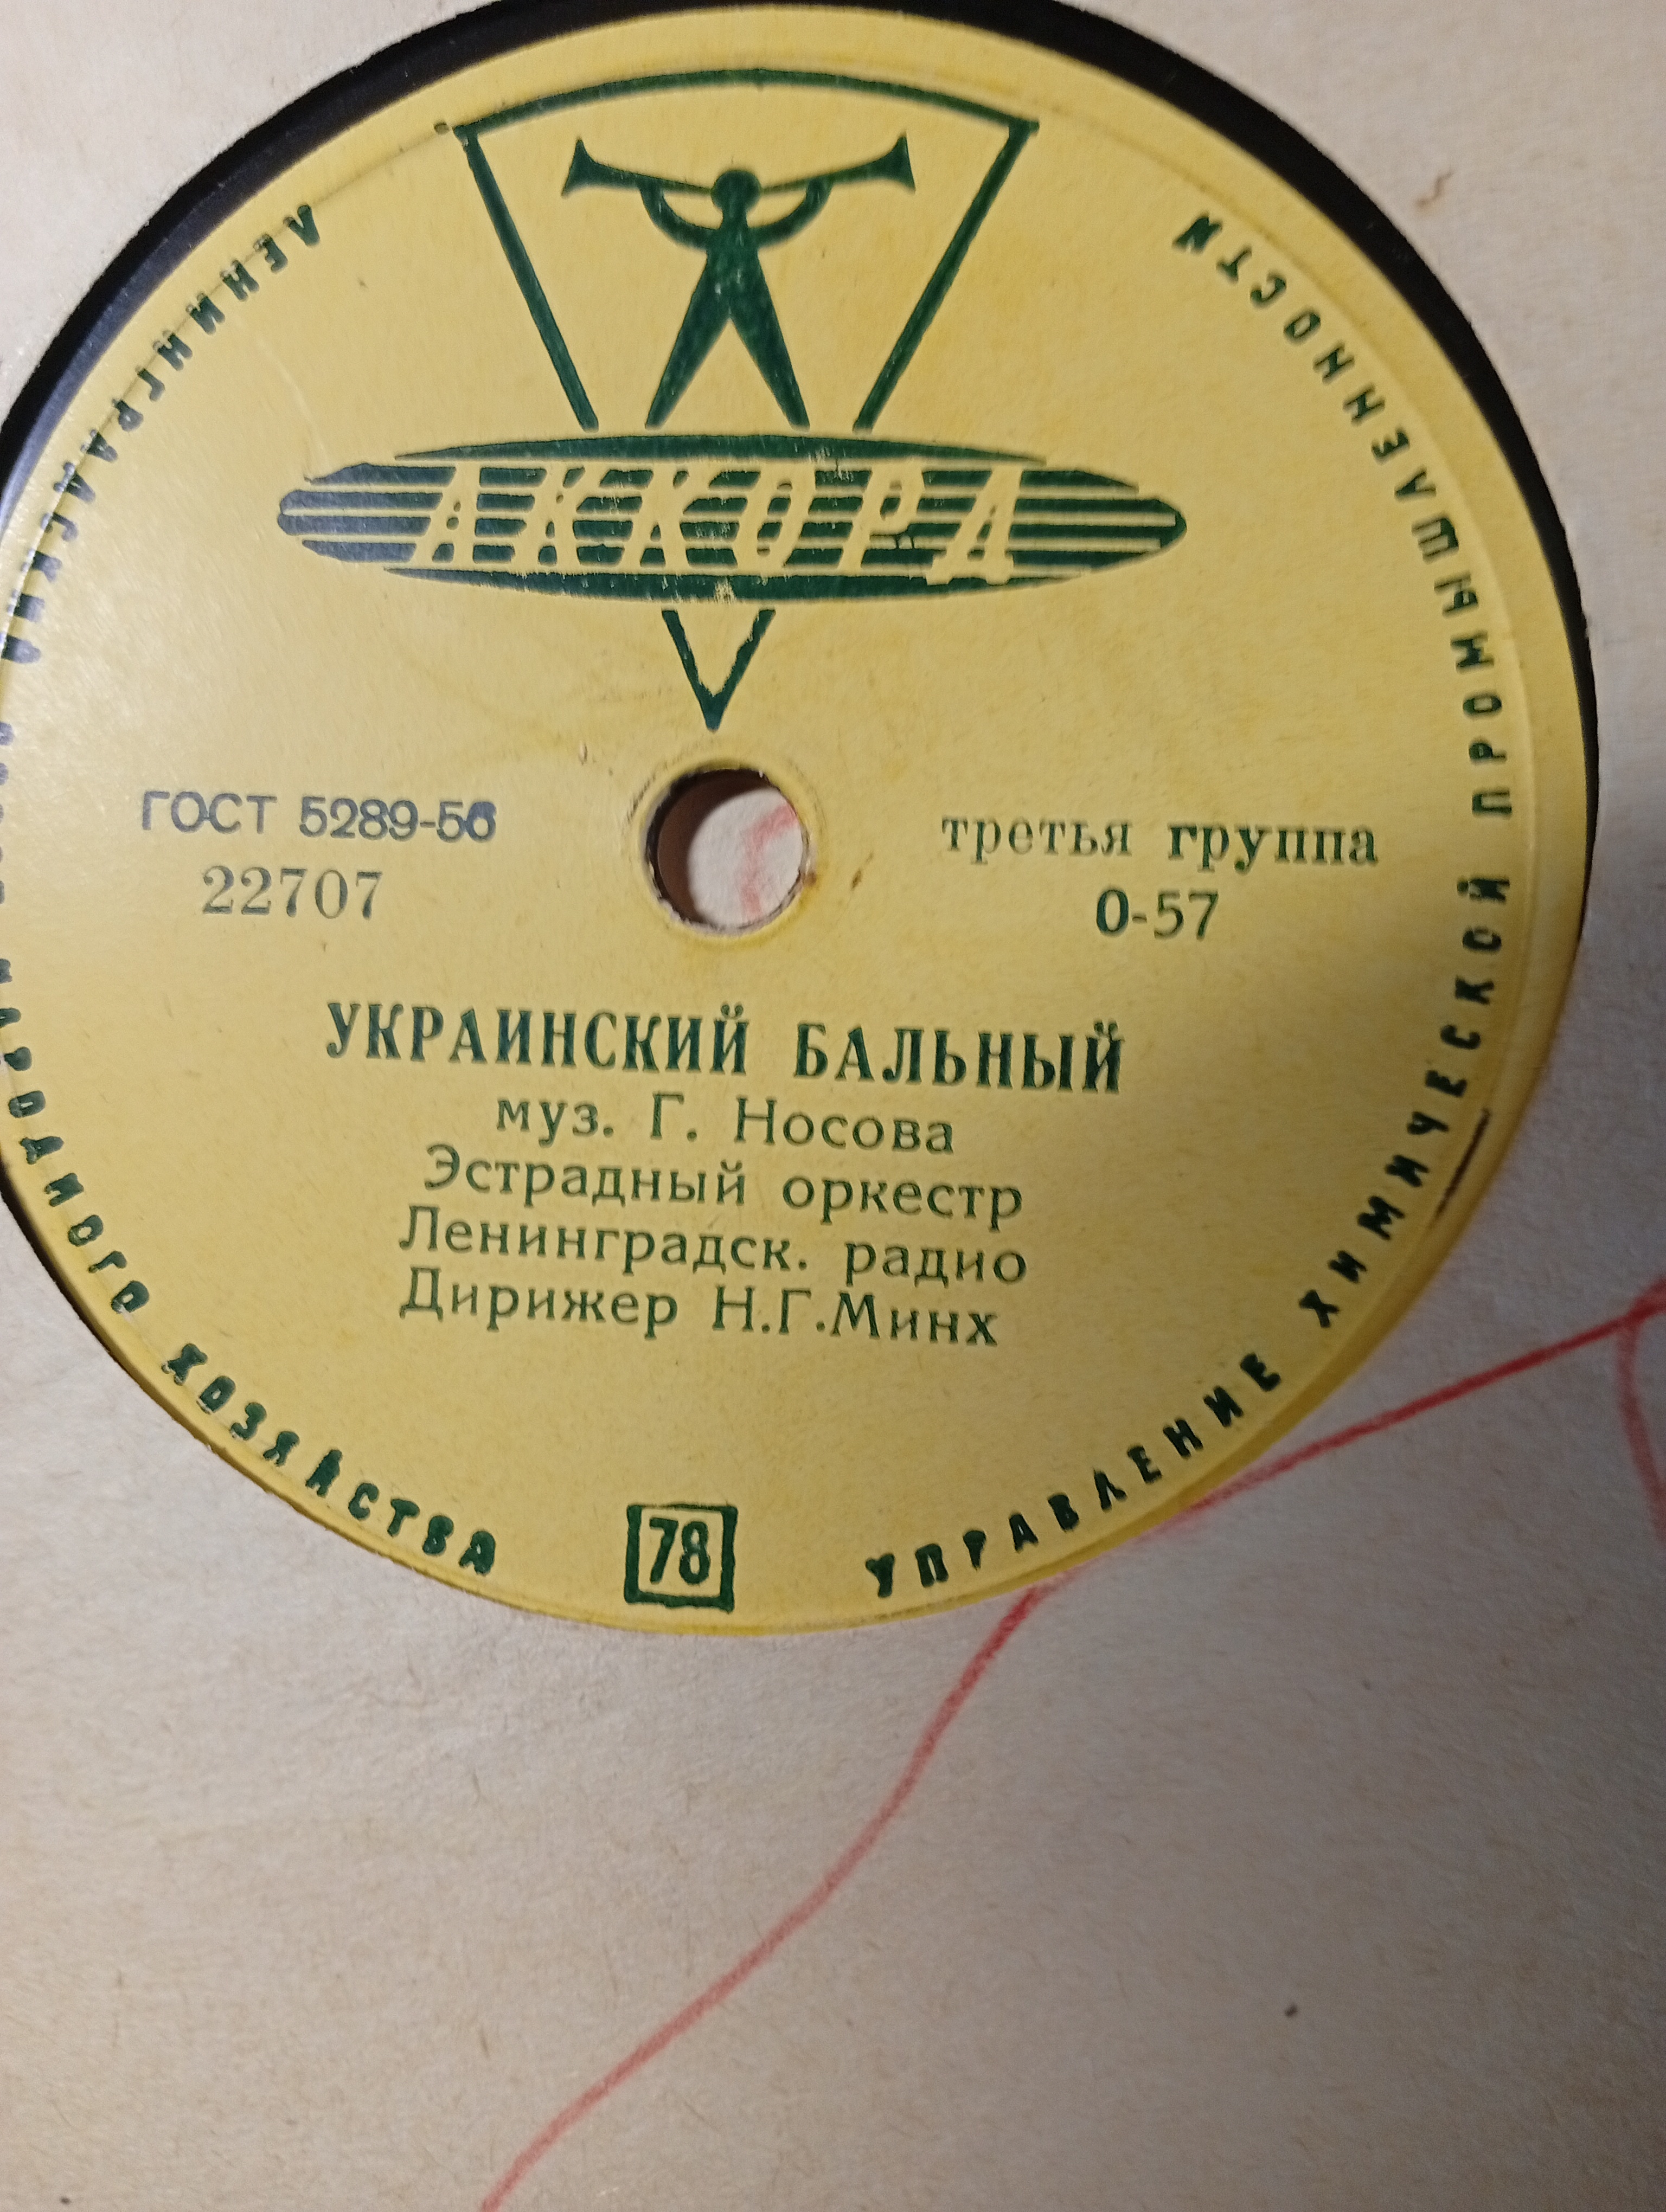 АККОРД
ЛЕНИНГРАДСКИЙ СОВЕТ НАРОДНОГО ХОЗЯЙСТВА
УПРАВЛЕНИЕ ХИМИЧЕСКОЙ ПРОМЫШЛЕННОСТИ
ГОСТ 5289-56
22707
третья группа
0-57
УКРАИНСКИЙ БАЛЬНЫЙ
муз. Г. Носова
Эстрадный оркестр
Ленинградск. радио
Дирижер Н.Г.Минх
78